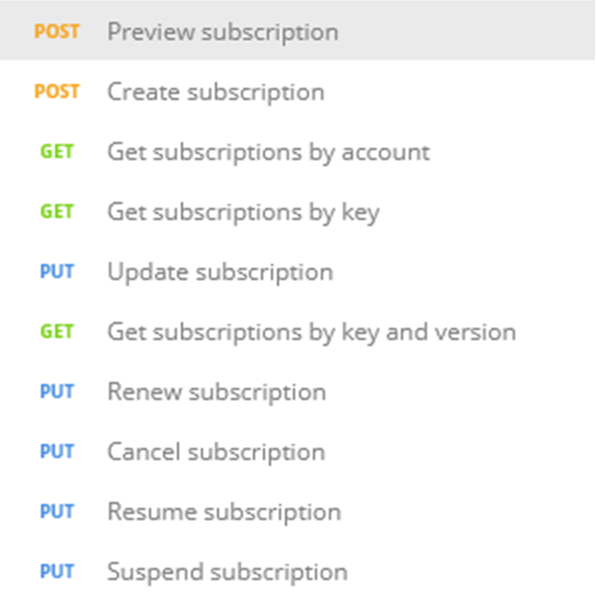 POST Preview subscription
POST Create subscription
GET Get subscriptions by account
GET Get subscriptions by key
PUT Update subscription
GET Get subscriptions by key and version
PUT Renew subscription
PUT Cancel subscription
PUT Resume subscription
PUT Suspend subscription